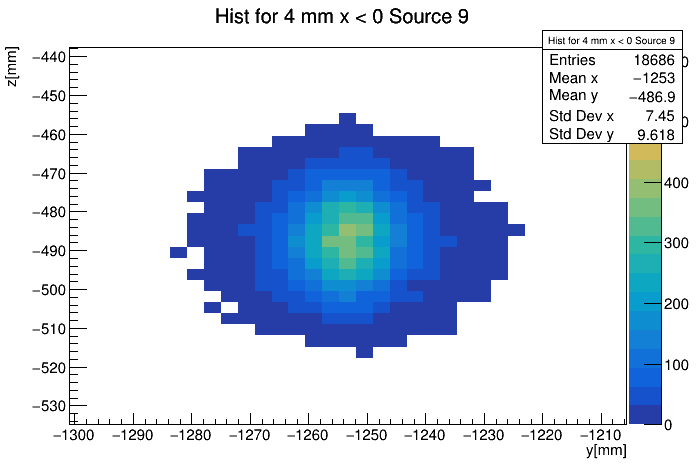 Hist for 4 mm x < 0 Source 9
Hist for 4 mm x < 0 Source 9
Entries 18686
Mean x −1253
Mean y −486.9
Std Dev x 7.45
Std Dev y 9.618
z[mm]
−440
−450
−460
−470
−480
−490
−500
−510
−520
−530
−1300 −1290 −1280 −1270 −1260 −1250 −1240 −1230 −1220 −1210
y[mm]
400
300
200
100
0